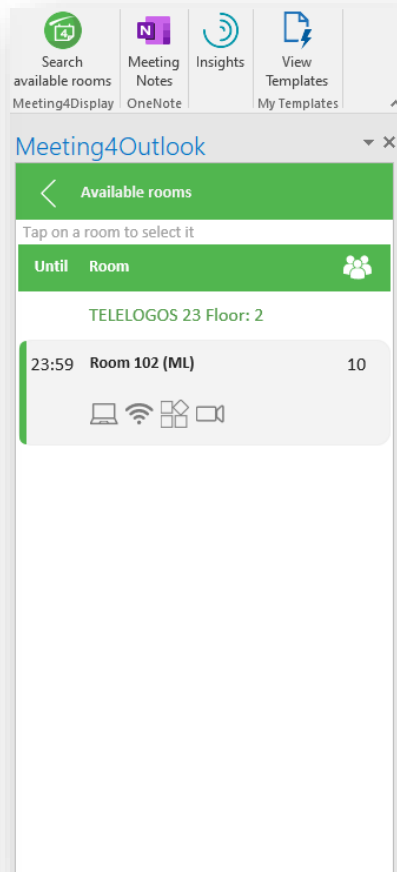 Search available rooms
Meeting Notes
Insights
View Templates
Meeting4Display
OneNote
My Templates
Meeting4Outlook
Available rooms
Tap on a room to select it
Until Room
TELELOGOS 23 Floor: 2
23:59 Room 102 (ML) 10